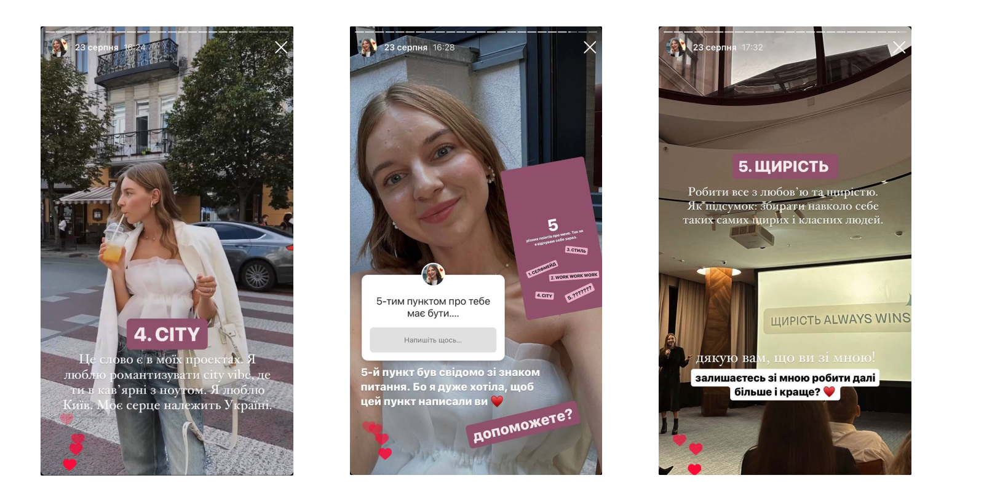 23 серпня 16:24
4. CITY
Це слово є в моїх проектах. Я
люблю романтизувати city vibe, де
ти в кав’ярні з ноутом. Я люблю
Київ. Моє серце належить Україні.
23 серпня 16:28
5
різних поінтів про мене. Так як
я відчуваю себе зараз.
3. СТИЛЬ
1. СЕЛФМЕЙД
2. WORK WORK WORK
4. CITY
5. ???????
5-тим пунктом про тебе
має бути....
Напишіть щось...
5-й пункт був свідомо зі знаком
питання. Бо я дуже хотіла, щоб
цей пункт написали ви ❤️
допоможете?
23 серпня 17:32
5. ЩИРІСТЬ
Робити все з любов’ю та щирістю.
Як підсумок: збирати навколо себе
таких самих щирих і класних людей.
ЩИРІСТЬ ALWAYS WINS
дякую вам, що ви зі мною!
залишаєтесь зі мною робити далі
більше і краще? ❤️